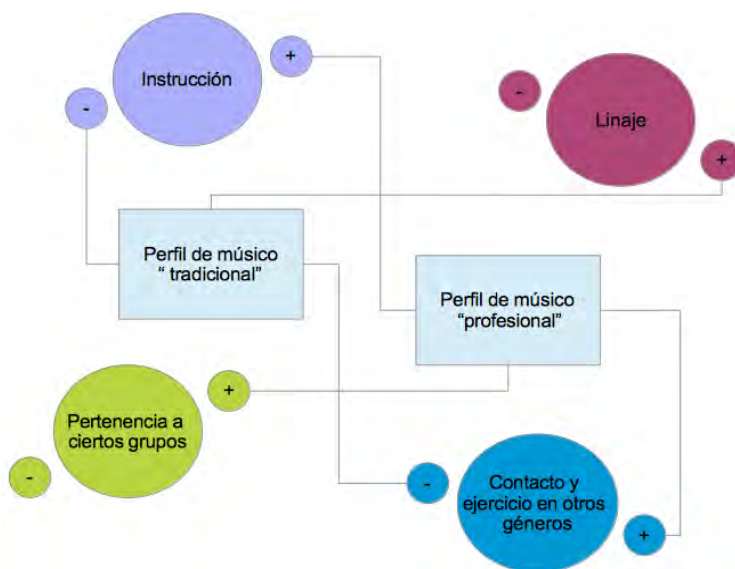 Instrucción
+
-
-
Linaje
+
Perfil de músico
“ tradicional”
Perfil de músico
“profesional”
+
Pertenencia a
ciertos grupos
-
-
Contacto y
ejercicio en otros
géneros
+